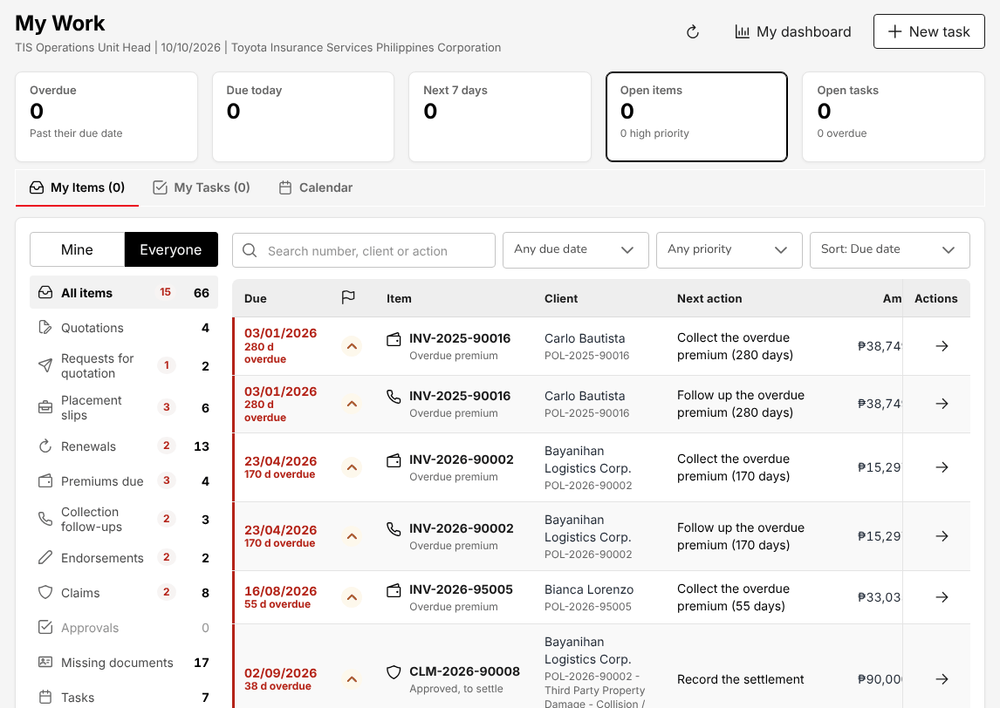 My Work
TIS Operations Unit Head | 10/10/2026 | Toyota Insurance Services Philippines Corporation
My dashboard
New task
Overdue
0
Past their due date
Due today
0
Next 7 days
0
Open items
0
0 high priority
Open tasks
0
0 overdue
My Items (0)
My Tasks (0)
Calendar
Mine
Everyone
Search number, client or action
Any due date
Any priority
Sort: Due date
All items 15 66
Quotations 4
Requests for
quotation 1 2
Placement
slips 3 6
Renewals 2 13
Premiums due 3 4
Collection
follow-ups 2 3
Endorsements 2 2
Claims 2 8
Approvals 0
Missing documents 17
Tasks 7
Due Item Client Next action Am Actions
03/01/2026
280 d
overdue
INV-2025-90016
Overdue premium
Carlo Bautista
POL-2025-90016
Collect the overdue
premium (280 days)
₱38,749
03/01/2026
280 d
overdue
INV-2025-90016
Overdue premium
Carlo Bautista
POL-2025-90016
Follow up the overdue
premium (280 days)
₱38,749
23/04/2026
170 d overdue
INV-2026-90002
Overdue premium
Bayanihan
Logistics Corp.
POL-2026-90002
Collect the overdue
premium (170 days)
₱15,29
23/04/2026
170 d overdue
INV-2026-90002
Overdue premium
Bayanihan
Logistics Corp.
POL-2026-90002
Follow up the overdue
premium (170 days)
₱15,29
16/08/2026
55 d overdue
INV-2026-95005
Overdue premium
Bianca Lorenzo
POL-2026-95005
Collect the overdue
premium (55 days)
₱33,03
02/09/2026
38 d overdue
CLM-2026-90008
Approved, to settle
Bayanihan
Logistics Corp.
POL-2026-90002 -
Third Party Property
Damage - Collision /
Record the settlement
₱90,000